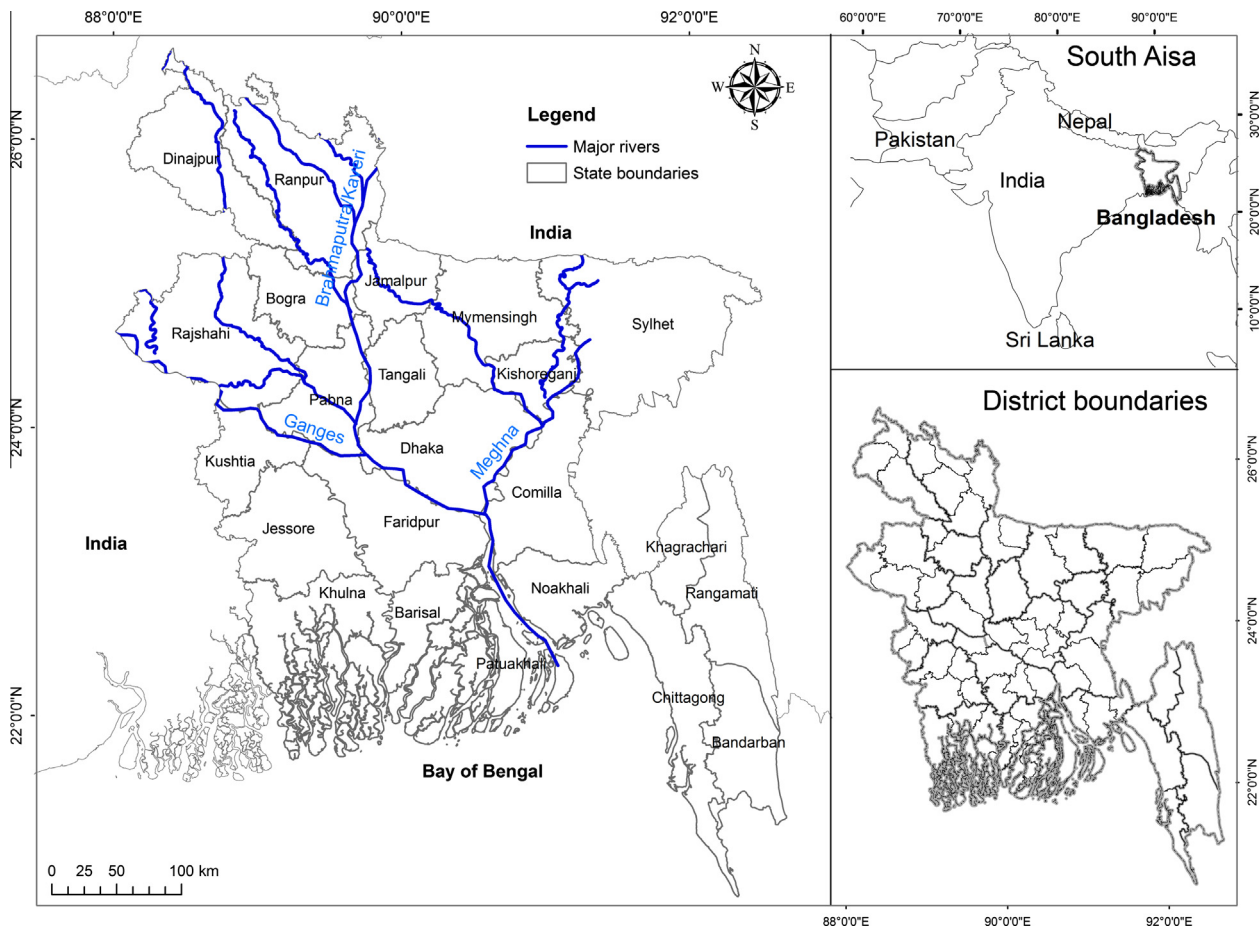 88°0'0"E
90°0'0"E
92°0'0"E
60°0'0"E
70°0'0"E
80°0'0"E
90°0'0"E
26°0'0"N
24°0'0"N
22°0'0"N
N
W
E
S
Legend
Major rivers
State boundaries
Dinajpur
Ranpur
Brahmaputra/Kaveri
India
Bogra
Jamalpur
Rajshahi
Mymensingh
Sylhet
Tangali
Kishoreganj
Pabna
Ganges
Dhaka
Meghna
Kushtia
Comilla
Jessore
Faridpur
India
Khagrachari
Khulna
Barisal
Noakhali
Rangamati
Patuakhali
Chittagong
Bandarban
Bay of Bengal
0 25 50 100 km
South Aisa
Nepal
Pakistan
India
Bangladesh
Sri Lanka
30°0'0"N
20°0'0"N
10°0'0"N
District boundaries
26°0'0"N
24°0'0"N
22°0'0"N
88°0'0"E
90°0'0"E
92°0'0"E